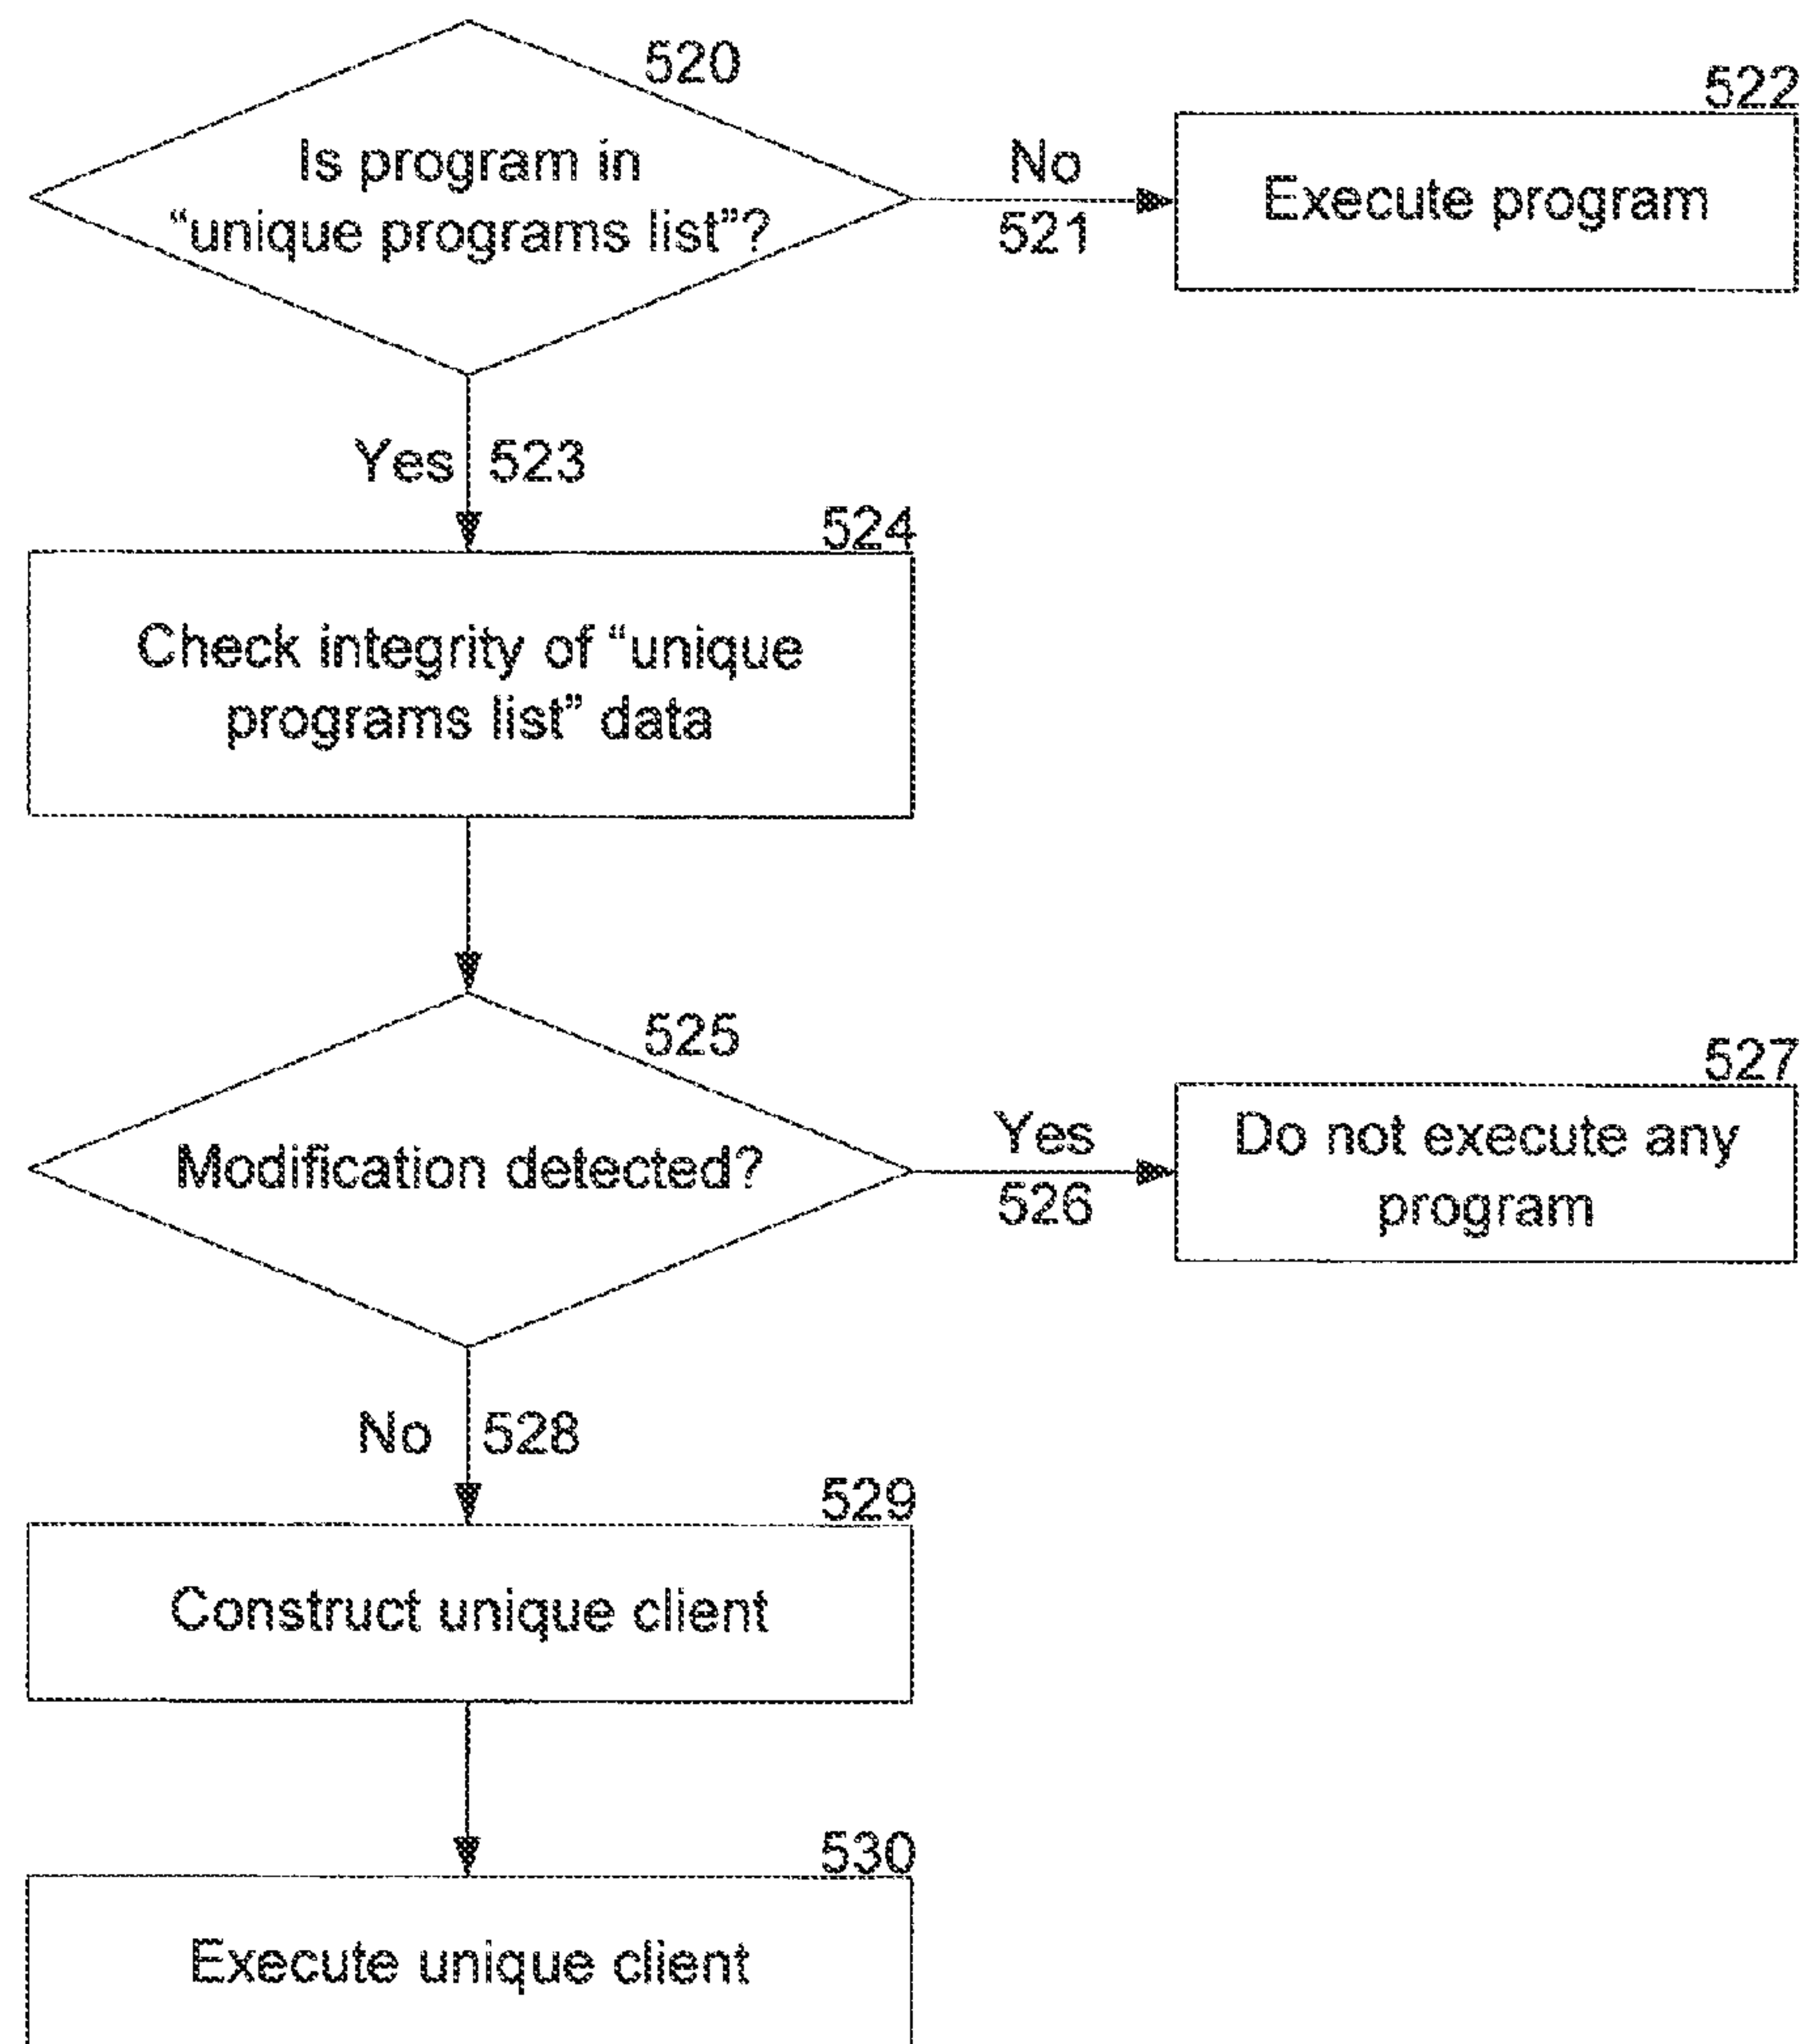 520
Is program in
“unique programs list”?
No
521
522
Execute program
Yes 523
524
Check integrity of “unique
programs list” data
525
Modification detected?
Yes
526
527
Do not execute any
program
No 528
529
Construct unique client
530
Execute unique client